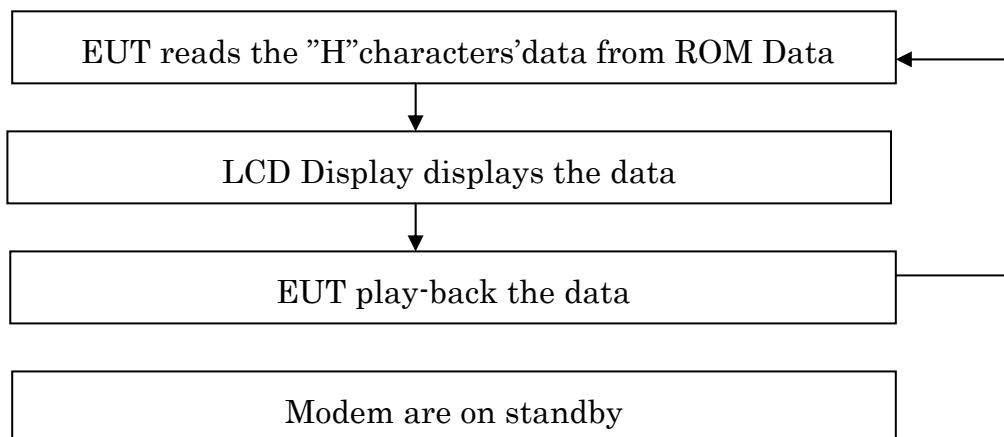 EUT reads the ”H”characters’data from ROM Data
LCD Display displays the data
EUT play-back the data
Modem are on standby